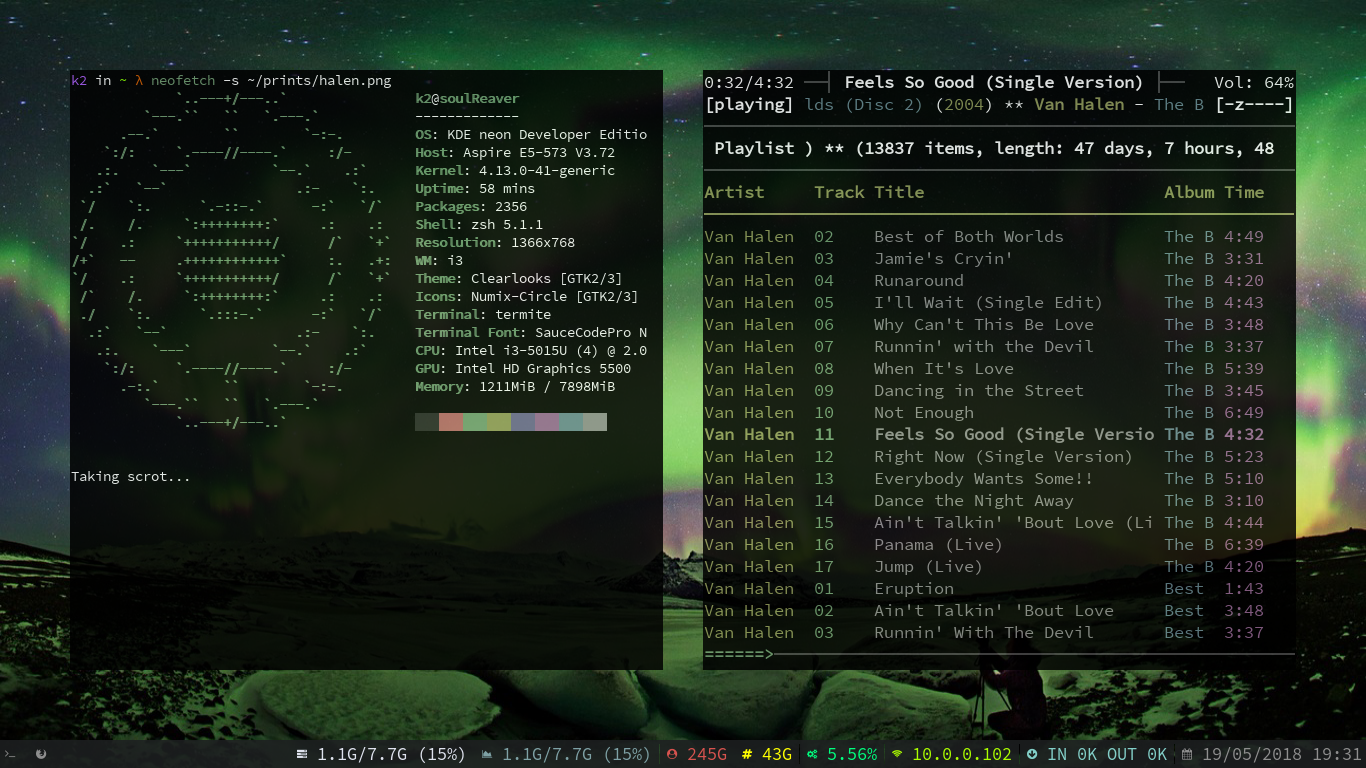 k2 in ~ λ neofetch -s ~/prints/halen.png
k2@soulReaver
-------------
OS: KDE neon Developer Editio
Host: Aspire E5-573 V3.72
Kernel: 4.13.0-41-generic
Uptime: 58 mins
Packages: 2356
Shell: zsh 5.1.1
Resolution: 1366x768
WM: i3
Theme: Clearlooks [GTK2/3]
Icons: Numix-Circle [GTK2/3]
Terminal: termite
Terminal Font: SauceCodePro N
CPU: Intel i3-5015U (4) @ 2.0
GPU: Intel HD Graphics 5500
Memory: 1211MiB / 7898MiB
Taking scrot...
0:32/4:32 ──┤ Feels So Good (Single Version) ├── Vol: 64%
[playing] lds (Disc 2) (2004) ** Van Halen - The B [-z----]
Playlist ) ** (13837 items, length: 47 days, 7 hours, 48
Artist Track Title Album Time
Van Halen 02 Best of Both Worlds The B 4:49
Van Halen 03 Jamie's Cryin' The B 3:31
Van Halen 04 Runaround The B 4:20
Van Halen 05 I'll Wait (Single Edit) The B 4:43
Van Halen 06 Why Can't This Be Love The B 3:48
Van Halen 07 Runnin' with the Devil The B 3:37
Van Halen 08 When It's Love The B 5:39
Van Halen 09 Dancing in the Street The B 3:45
Van Halen 10 Not Enough The B 6:49
Van Halen 11 Feels So Good (Single Versio The B 4:32
Van Halen 12 Right Now (Single Version) The B 5:23
Van Halen 13 Everybody Wants Some!! The B 5:10
Van Halen 14 Dance the Night Away The B 3:10
Van Halen 15 Ain't Talkin' 'Bout Love (Li The B 4:44
Van Halen 16 Panama (Live) The B 6:39
Van Halen 17 Jump (Live) The B 4:20
Van Halen 01 Eruption Best 1:43
Van Halen 02 Ain't Talkin' 'Bout Love Best 3:48
Van Halen 03 Runnin' With The Devil Best 3:37
======>
1.1G/7.7G (15%) 1.1G/7.7G (15%) 245G # 43G 5.56% 10.0.0.102 IN 0K OUT 0K 19/05/2018 19:31